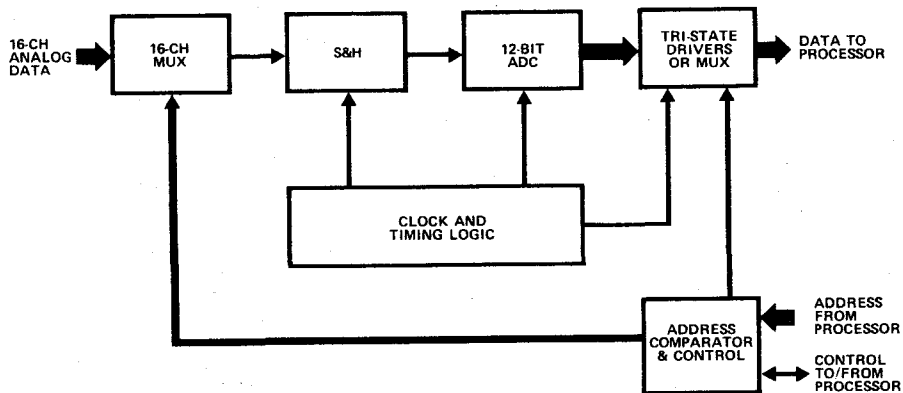 16-CH
ANALOG
DATA
16-CH
MUX
S&H
12-BIT
ADC
TRI-STATE
DRIVERS
OR MUX
DATA TO
PROCESSOR
CLOCK AND
TIMING LOGIC
ADDRESS
COMPARATOR
& CONTROL
ADDRESS
FROM
PROCESSOR
CONTROL
TO/FROM
PROCESSOR